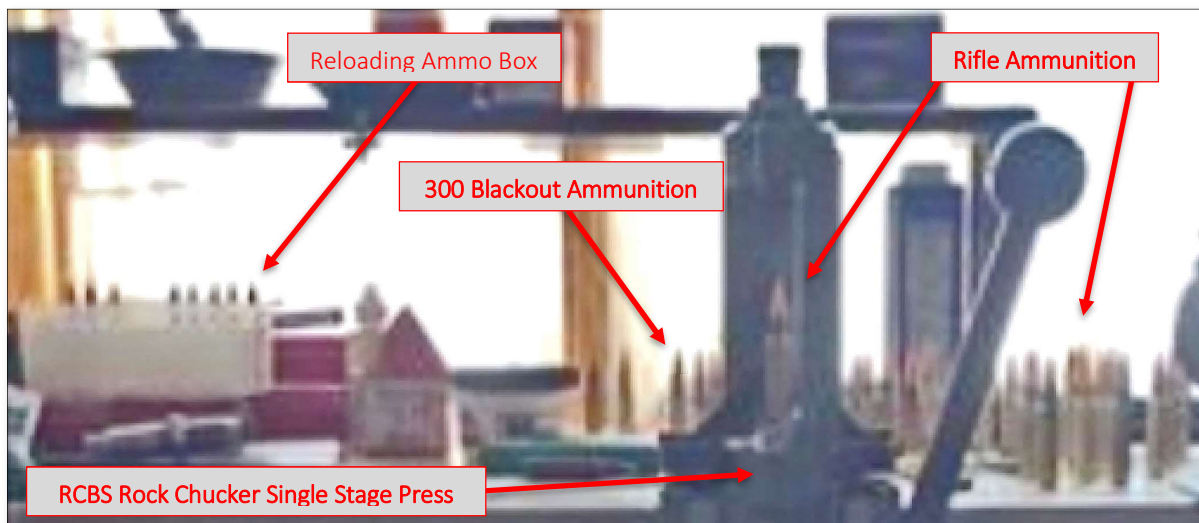 Reloading Ammo Box
Rifle Ammunition
300 Blackout Ammunition
RCBS Rock Chucker Single Stage Press